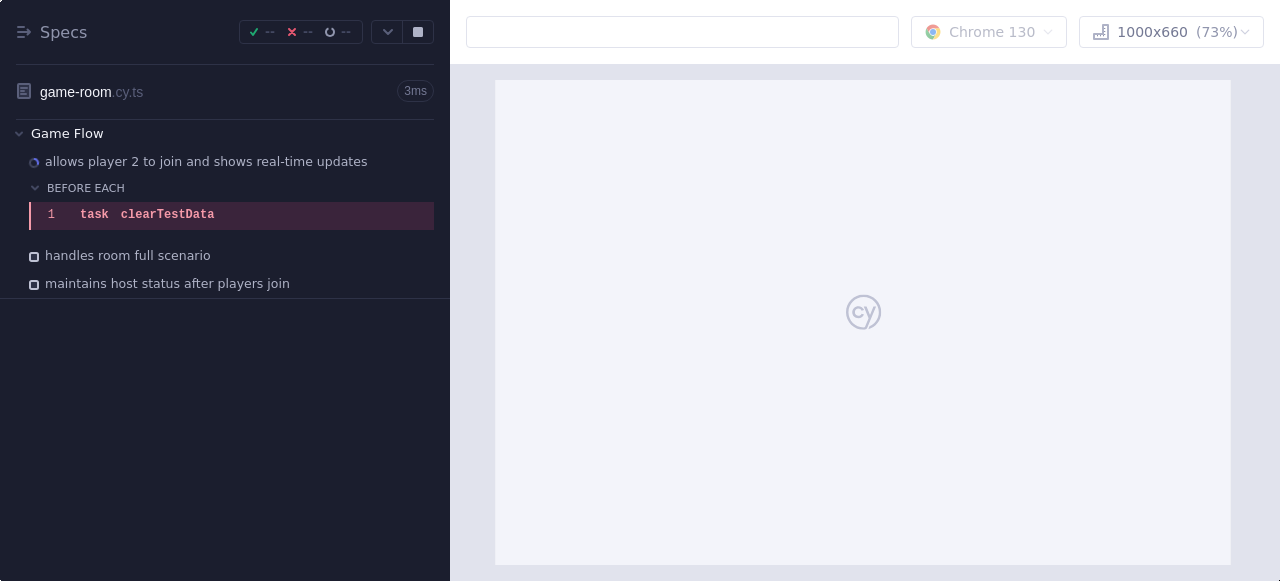 Specs
-- -- --
Chrome 130
1000x660 (73%)
game-room.cy.ts
3ms
Game Flow
allows player 2 to join and shows real-time updates
BEFORE EACH
1 task clearTestData
handles room full scenario
maintains host status after players join
cy